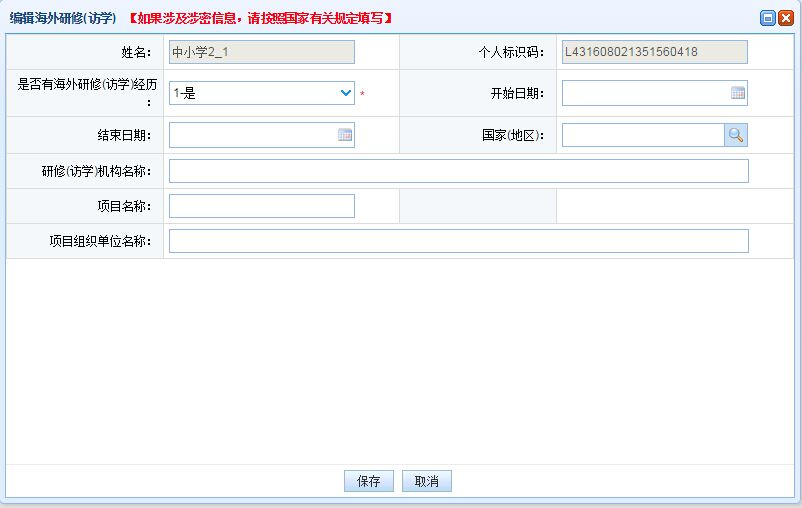 编辑海外研修(访学) 【如果涉及涉密信息，请按照国家有关规定填写】
姓名： 中小学2_1 个人标识码： L431608021351560418
是否有海外研修(访学)经历
： 1-是 * 开始日期：
结束日期： 国家(地区)：
研修(访学)机构名称：
项目名称：
项目组织单位名称：
保存 取消